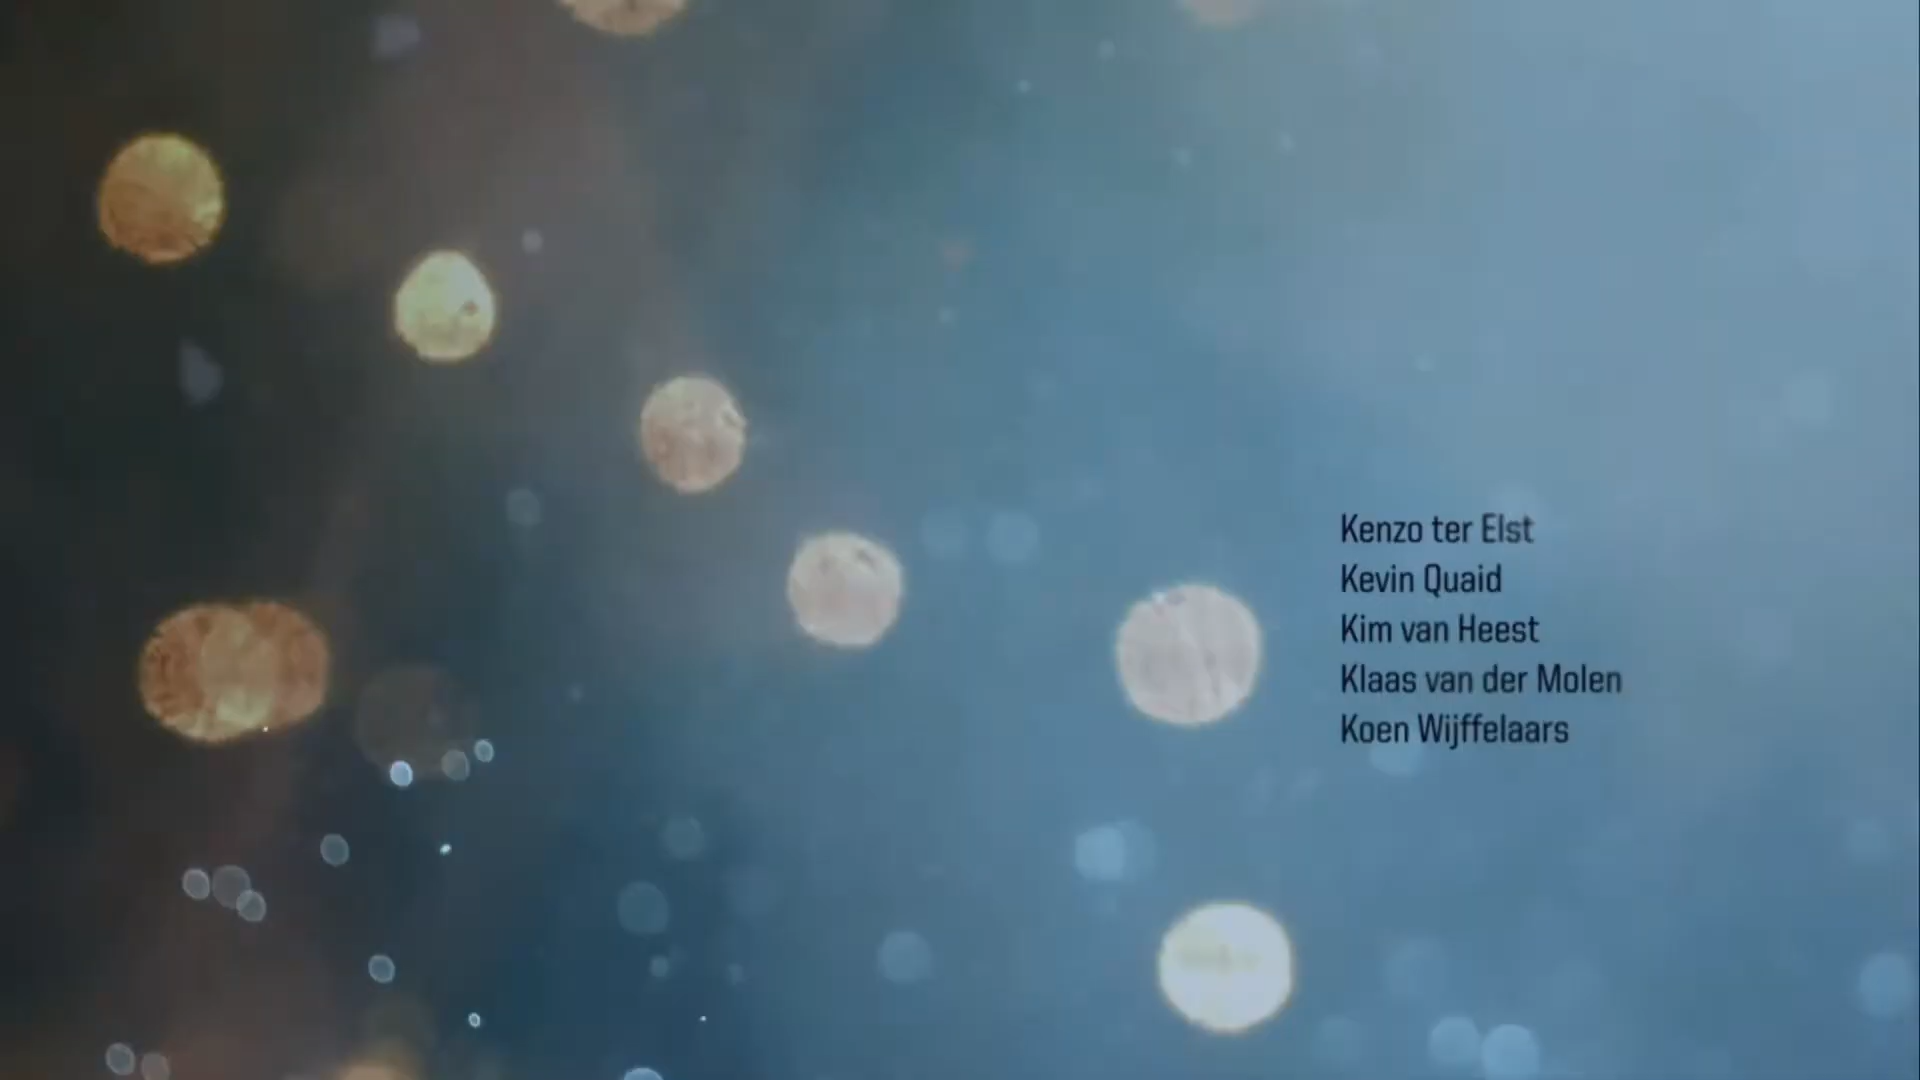 Kenzo ter Elst
Kevin Quaid
Kim van Heest
Klaas van der Molen
Koen Wijffelaars